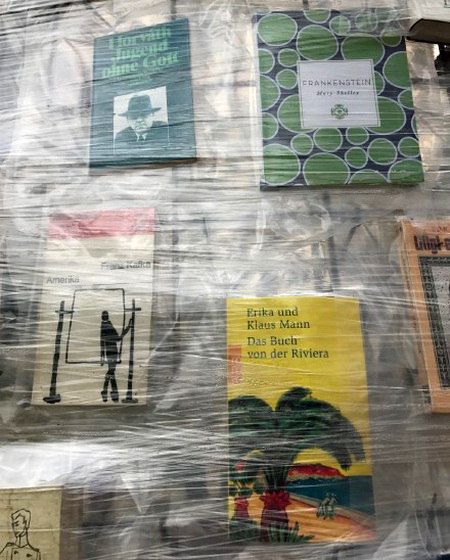 Horváth
Jugend
ohne Gott
FRANKENSTEIN
Mary Shelley
Franz Kafka
Amerika
Erika und
Klaus Mann
Das Buch
von der Riviera